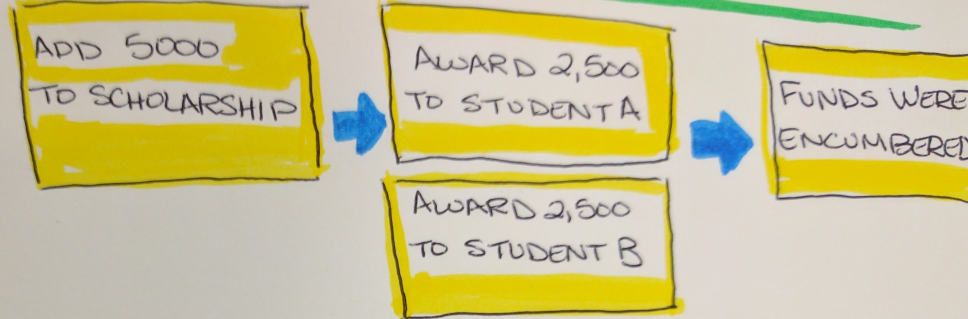 ADD 5000
TO SCHOLARSHIP
AWARD 2,500
TO STUDENT A
AWARD 2,500
TO STUDENT B
FUNDS WERE
ENCUMBERED